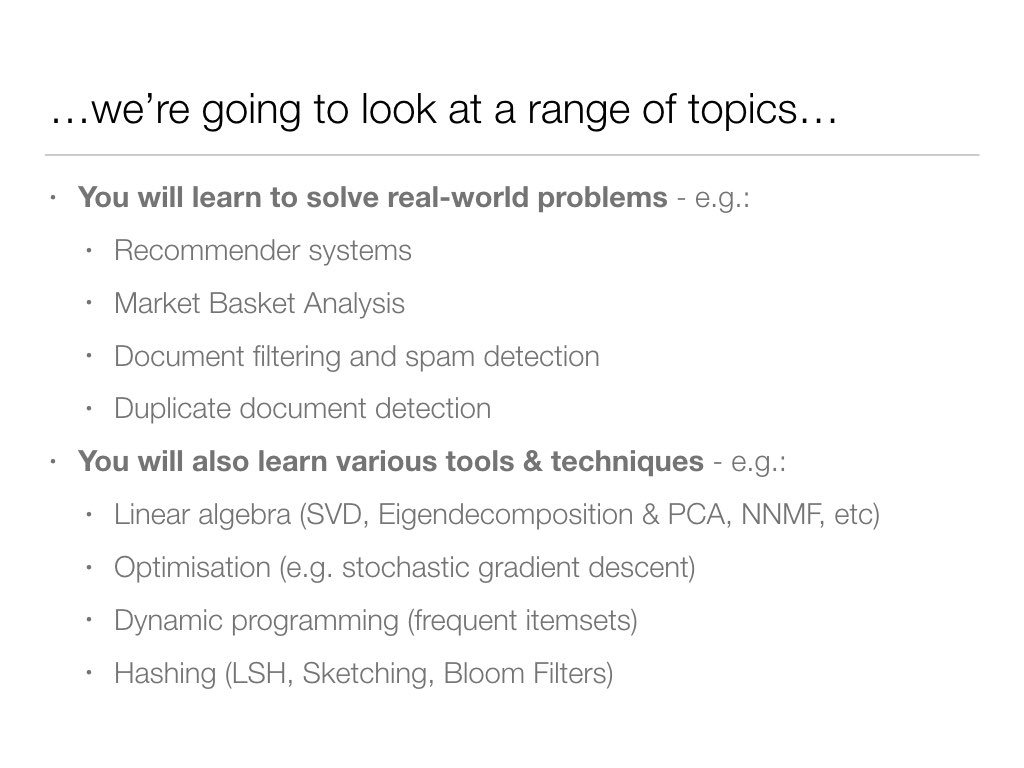 …we’re going to look at a range of topics…
• You will learn to solve real-world problems - e.g.:
• Recommender systems
• Market Basket Analysis
• Document filtering and spam detection
• Duplicate document detection
• You will also learn various tools & techniques - e.g.:
• Linear algebra (SVD, Eigendecomposition & PCA, NNMF, etc)
• Optimisation (e.g. stochastic gradient descent)
• Dynamic programming (frequent itemsets)
• Hashing (LSH, Sketching, Bloom Filters)